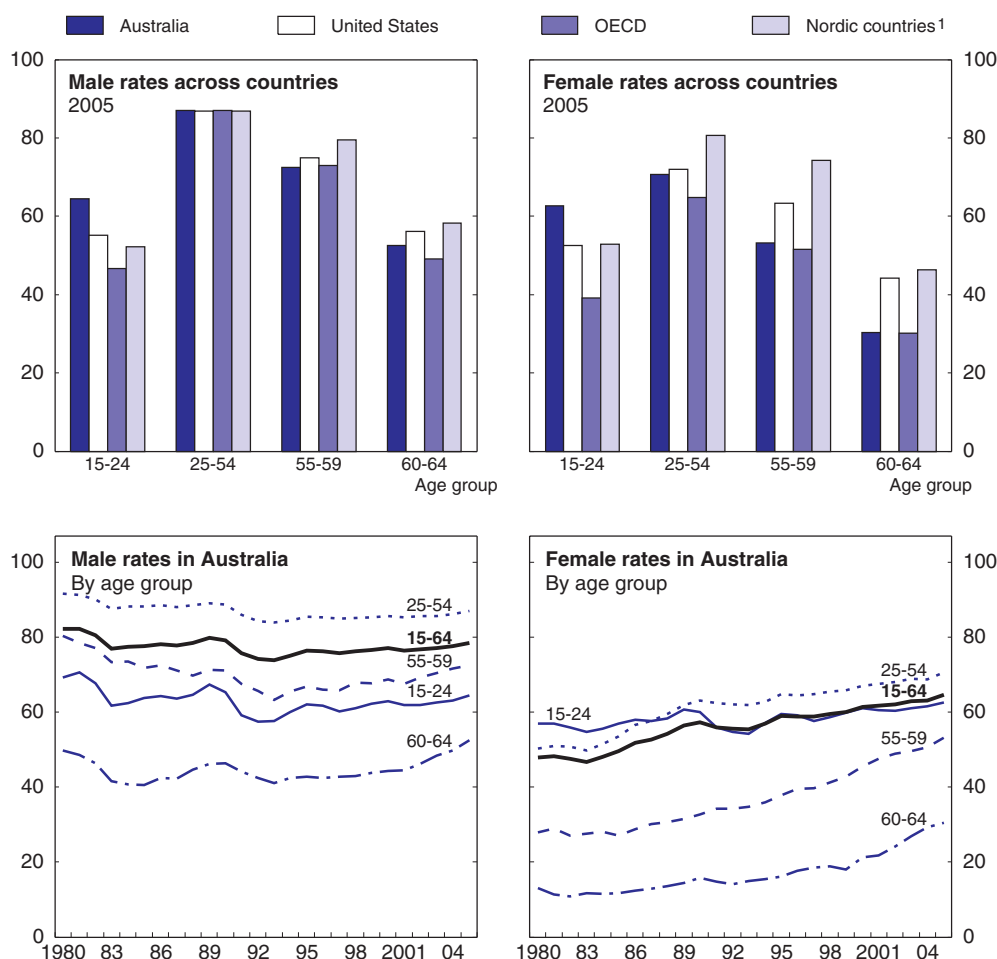 Australia United States OECD Nordic countries1
Male rates across countries
2005
100
80
60
40
20
0
15-24 25-54 55-59 60-64
Age group
Female rates across countries
2005
100
80
60
40
20
0
15-24 25-54 55-59 60-64
Age group
Male rates in Australia
By age group
100
80
60
40
20
0
25-54
15-64
55-59
15-24
60-64
1980 83 86 89 92 95 98 2001 04
Female rates in Australia
By age group
100
80
60
40
20
0
25-54
15-64
15-24
55-59
60-64
1980 83 86 89 92 95 98 2001 04